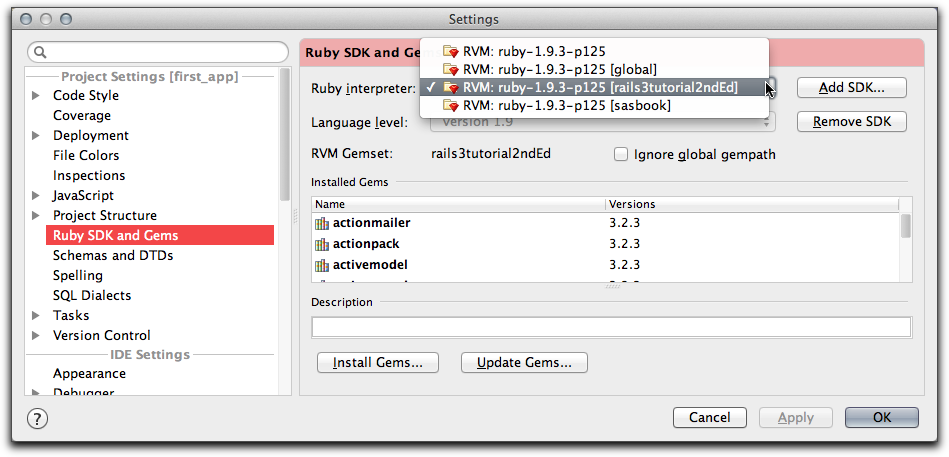 Settings
Project Settings [first_app]
Code Style
Coverage
Deployment
File Colors
Inspections
JavaScript
Project Structure
Ruby SDK and Gems
Schemas and DTDs
Spelling
SQL Dialects
Tasks
Version Control
IDE Settings
Appearance
Debugger
Ruby SDK and Ge
RVM: ruby-1.9.3-p125
RVM: ruby-1.9.3-p125 [global]
Ruby interpreter: ✓ RVM: ruby-1.9.3-p125 [rails3tutorial2ndEd] Add SDK...
RVM: ruby-1.9.3-p125 [sasbook]
Language level: Version 1.9 Remove SDK
RVM Gemset: rails3tutorial2ndEd Ignore global gempath
Installed Gems
Name Versions
actionmailer 3.2.3
actionpack 3.2.3
activemodel 3.2.3
Description
Install Gems... Update Gems...
? Cancel Apply OK